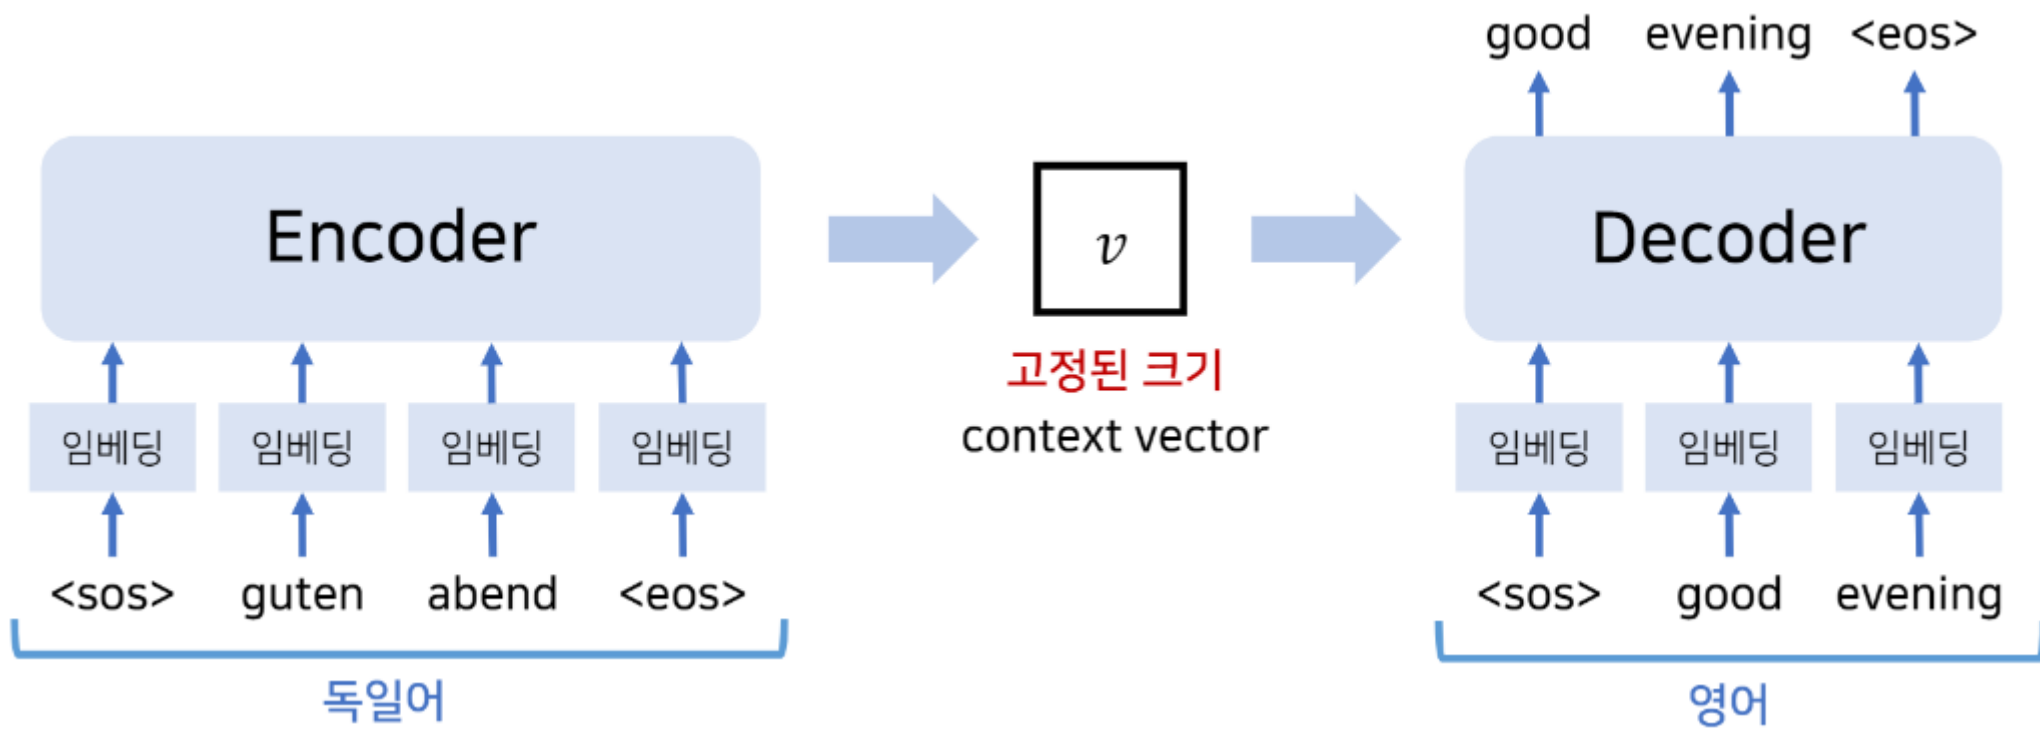 good evening <eos>
Encoder
v
Decoder
고정된 크기
context vector
임베딩 임베딩 임베딩 임베딩
임베딩 임베딩 임베딩
<sos> guten abend <eos>
<sos> good evening
독일어
영어